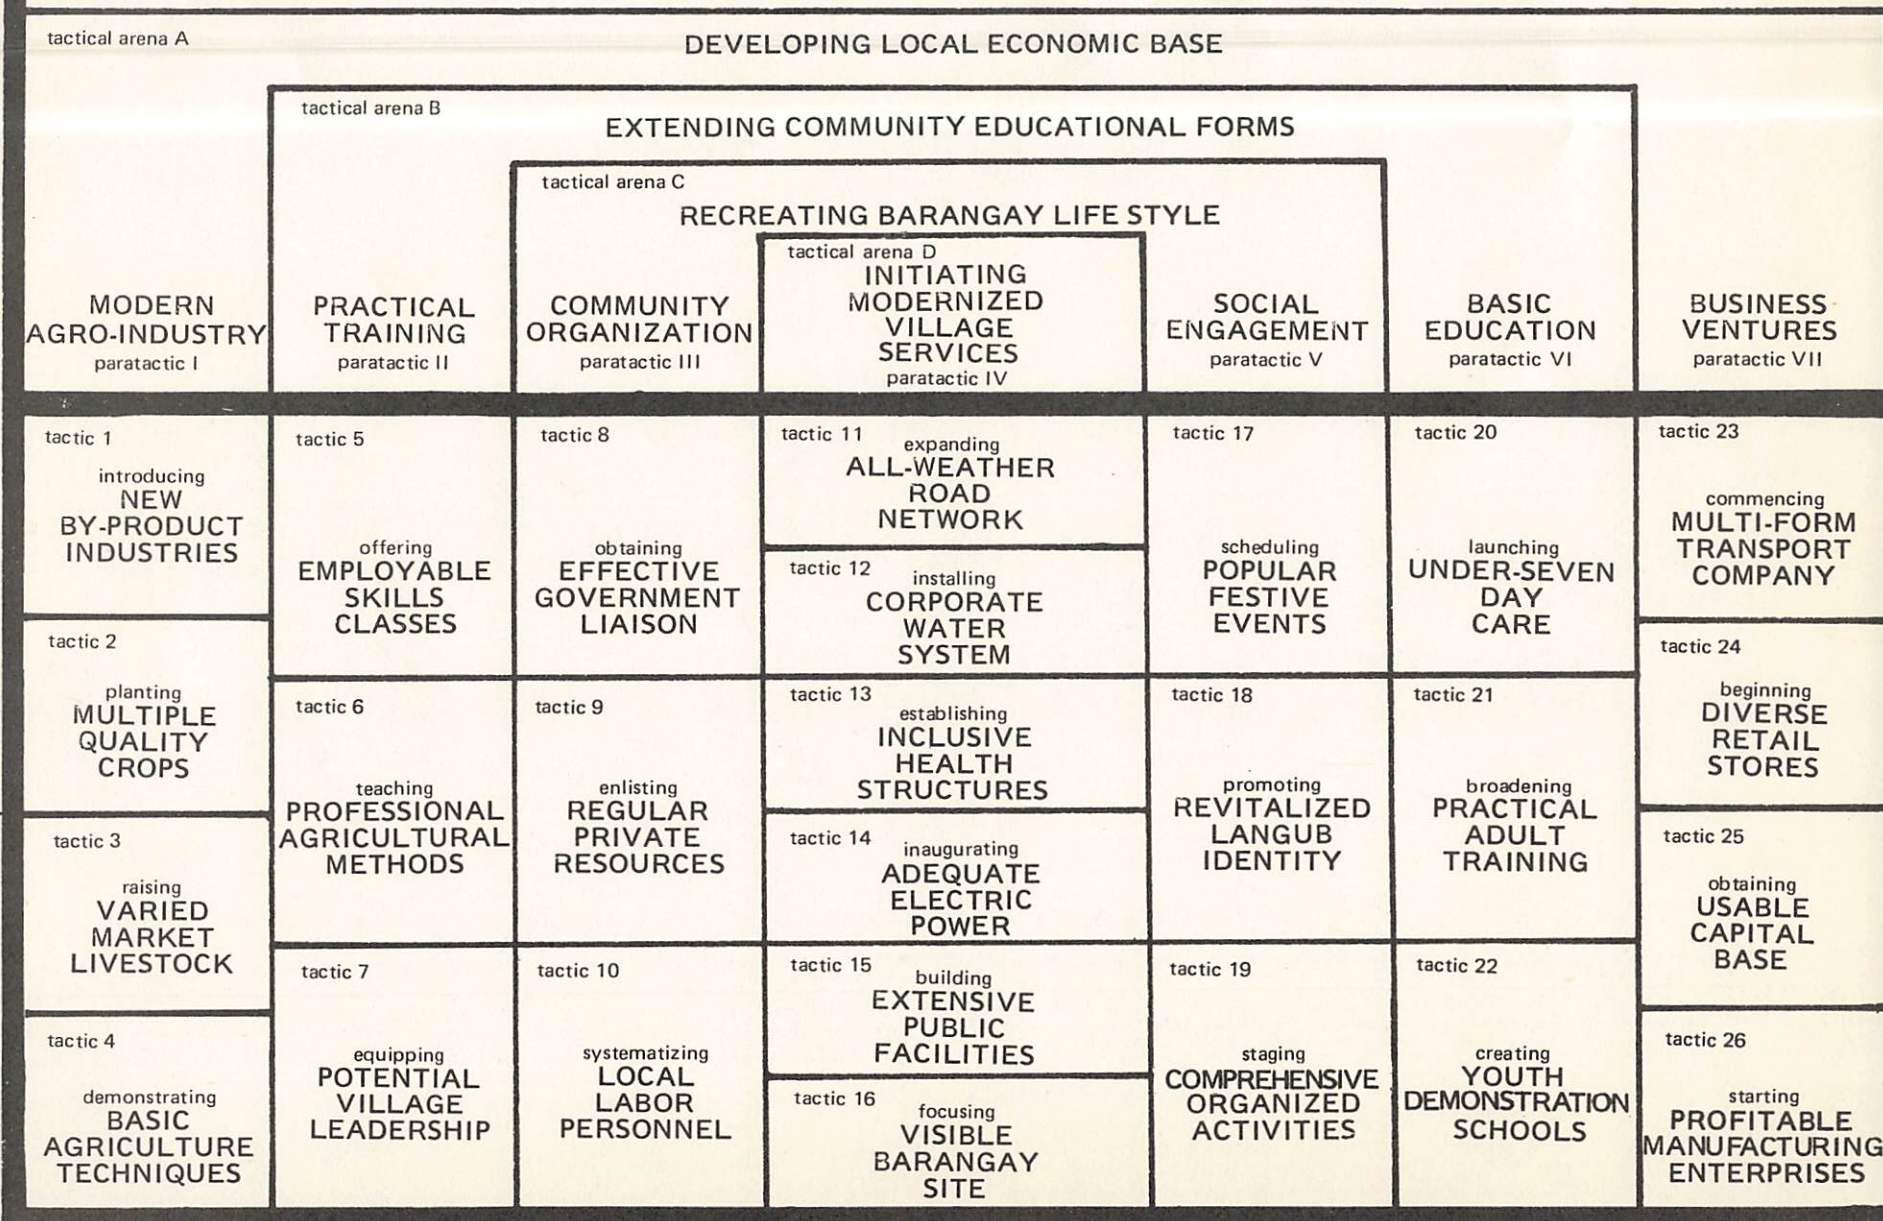 tactical arena A
DEVELOPING LOCAL ECONOMIC BASE
tactical arena B
EXTENDING COMMUNITY EDUCATIONAL FORMS
tactical arena C
RECREATING BARANGAY LIFE STYLE
MODERN
AGRO-INDUSTRY
paratactic I
PRACTICAL
TRAINING
paratactic II
COMMUNITY
ORGANIZATION
paratactic III
tactical arena D
INITIATING
MODERNIZED
VILLAGE
SERVICES
paratactic IV
SOCIAL
ENGAGEMENT
paratactic V
BASIC
EDUCATION
paratactic VI
BUSINESS
VENTURES
paratactic VII
tactic 1
introducing
NEW
BY-PRODUCT
INDUSTRIES
tactic 2
planting
MULTIPLE
QUALITY
CROPS
tactic 3
raising
VARIED
MARKET
LIVESTOCK
tactic 4
demonstrating
BASIC
AGRICULTURE
TECHNIQUES
tactic 5
offering
EMPLOYABLE
SKILLS
CLASSES
tactic 6
teaching
PROFESSIONAL
AGRICULTURAL
METHODS
tactic 7
equipping
POTENTIAL
VILLAGE
LEADERSHIP
tactic 8
obtaining
EFFECTIVE
GOVERNMENT
LIAISON
tactic 9
enlisting
REGULAR
PRIVATE
RESOURCES
tactic 10
systematizing
LOCAL
LABOR
PERSONNEL
tactic 11
expanding
ALL-WEATHER
ROAD
NETWORK
tactic 12
installing
CORPORATE
WATER
SYSTEM
tactic 13
establishing
INCLUSIVE
HEALTH
STRUCTURES
tactic 14
inaugurating
ADEQUATE
ELECTRIC
POWER
tactic 15
building
EXTENSIVE
PUBLIC
FACILITIES
tactic 16
focusing
VISIBLE
BARANGAY
SITE
tactic 17
scheduling
POPULAR
FESTIVE
EVENTS
tactic 18
promoting
REVITALIZED
LANGUB
IDENTITY
tactic 19
staging
COMPREHENSIVE
ORGANIZED
ACTIVITIES
tactic 20
launching
UNDER-SEVEN
DAY
CARE
tactic 21
broadening
PRACTICAL
ADULT
TRAINING
tactic 22
creating
YOUTH
DEMONSTRATION
SCHOOLS
tactic 23
commencing
MULTI-FORM
TRANSPORT
COMPANY
tactic 24
beginning
DIVERSE
RETAIL
STORES
tactic 25
obtaining
USABLE
CAPITAL
BASE
tactic 26
starting
PROFITABLE
MANUFACTURING
ENTERPRISES